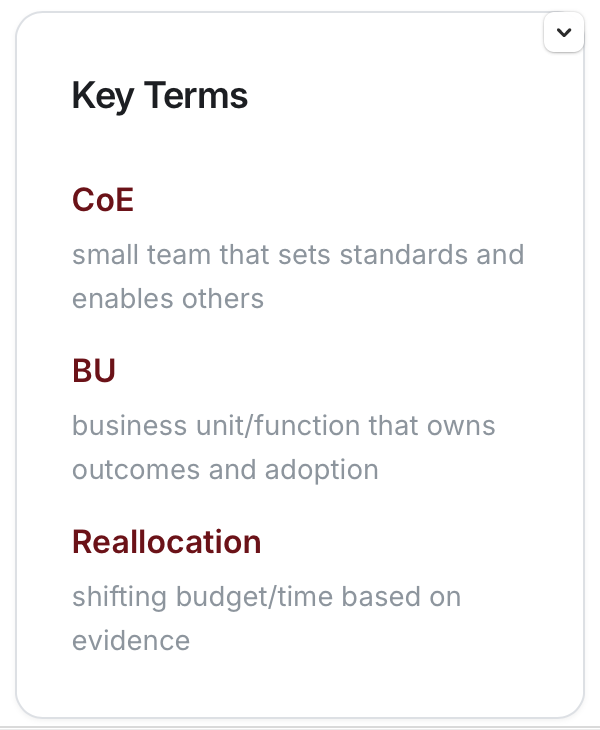 Key Terms
CoE
small team that sets standards and
enables others
BU
business unit/function that owns
outcomes and adoption
Reallocation
shifting budget/time based on
evidence